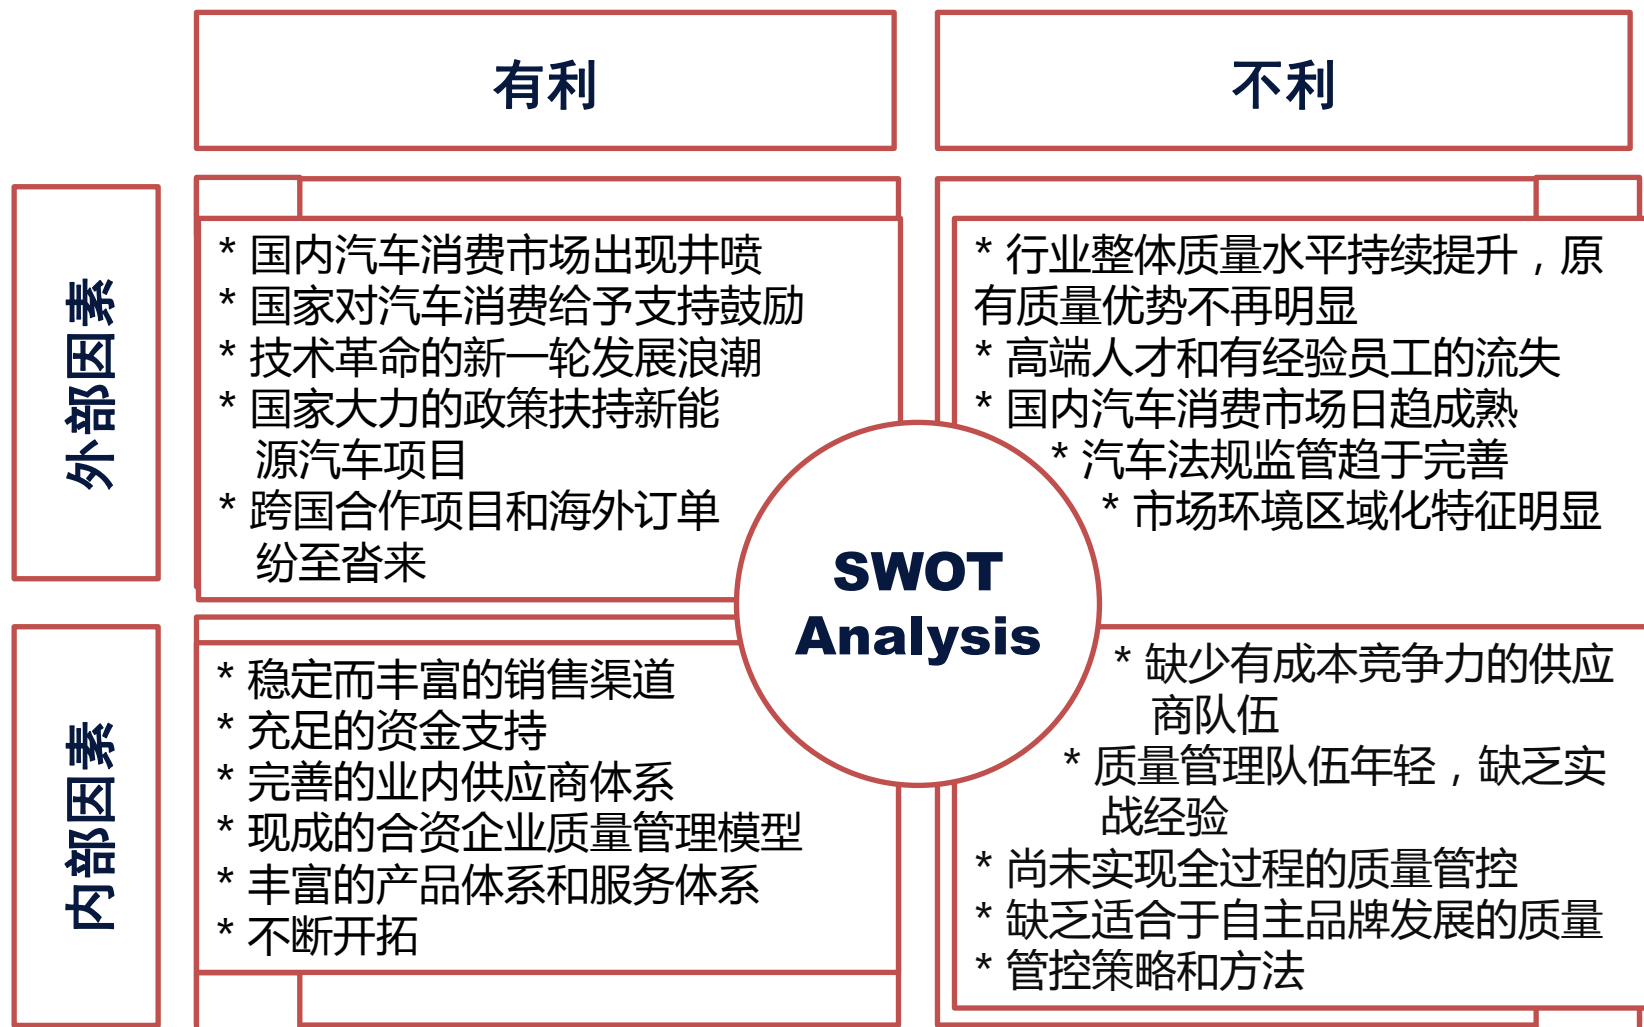 有利
不利
外部因素
* 国内汽车消费市场出现井喷
* 国家对汽车消费给予支持鼓励
* 技术革命的新一轮发展浪潮
* 国家大力的政策扶持新能
源汽车项目
* 跨国合作项目和海外订单
纷至沓来
* 行业整体质量水平持续提升，原
有质量优势不再明显
* 高端人才和有经验员工的流失
* 国内汽车消费市场日趋成熟
* 汽车法规监管趋于完善
* 市场环境区域化特征明显
SWOT
Analysis
内部因素
* 稳定而丰富的销售渠道
* 充足的资金支持
* 完善的业内供应商体系
* 现成的合资企业质量管理模型
* 丰富的产品体系和服务体系
* 不断开拓
* 缺少有成本竞争力的供应
商队伍
* 质量管理队伍年轻，缺乏实
战经验
* 尚未实现全过程的质量管控
* 缺乏适合于自主品牌发展的质量
* 管控策略和方法